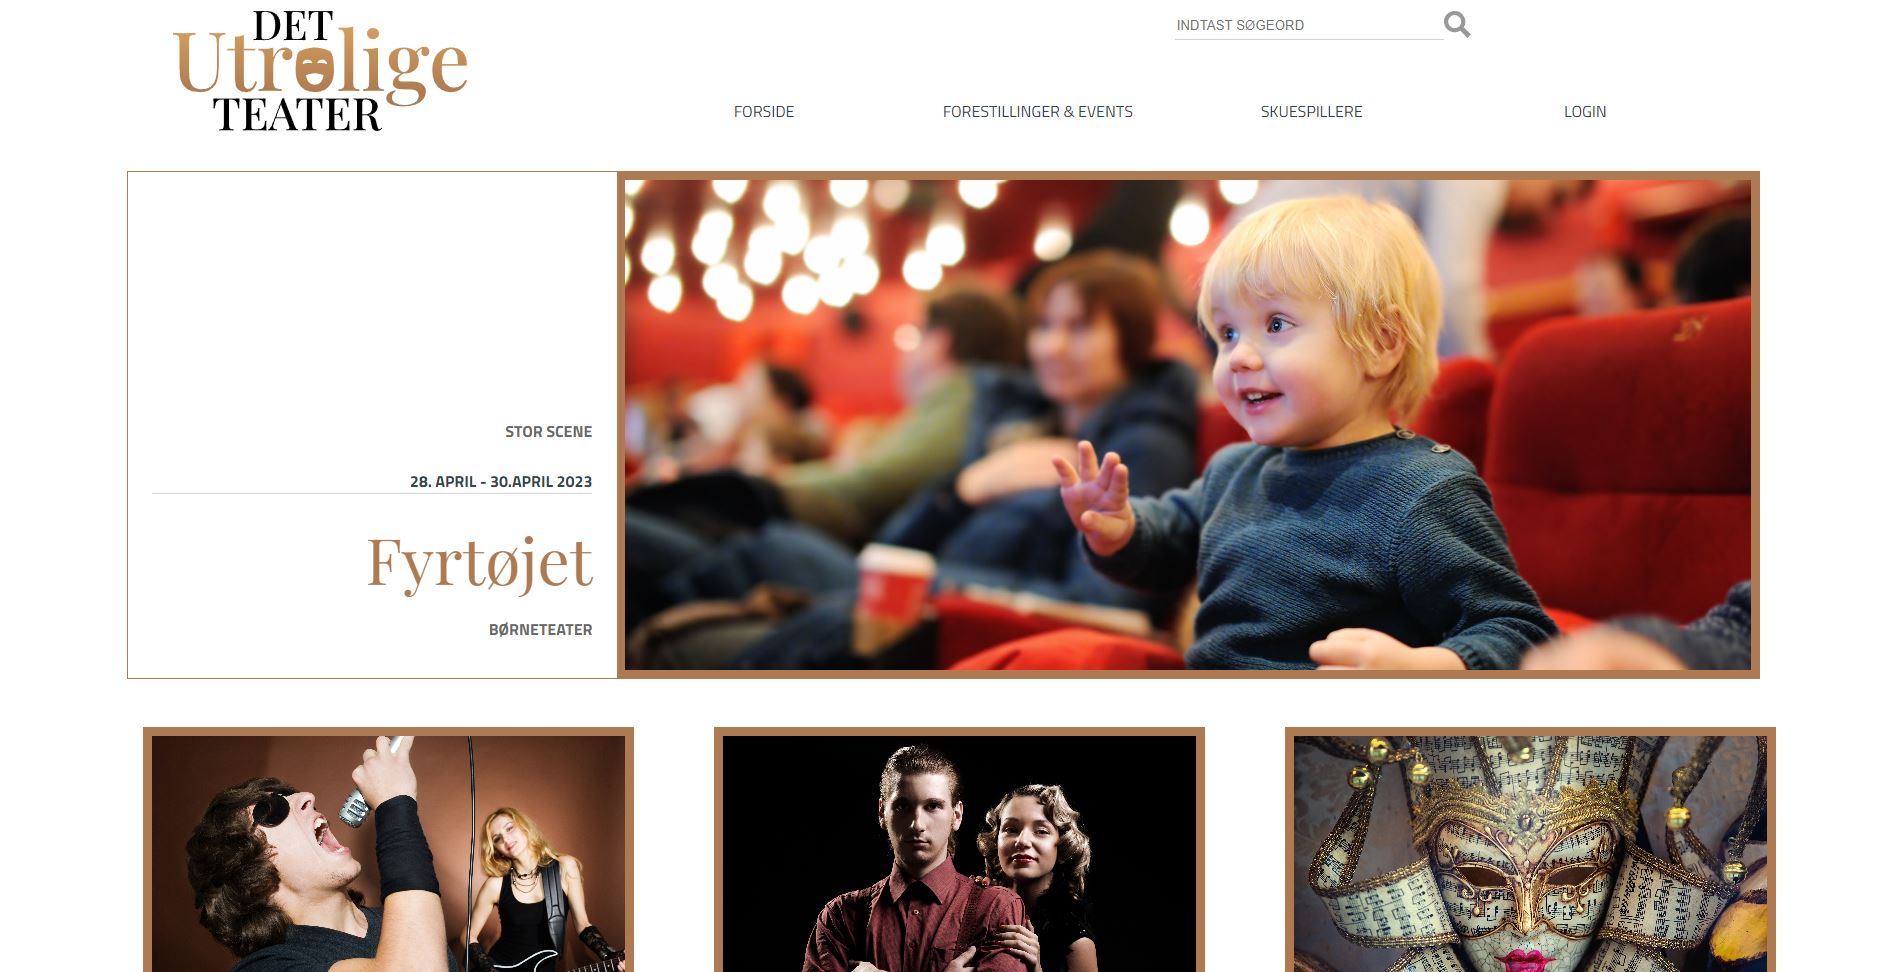 DET
Utrolige
TEATER
INDTAST SØGEORD
FORSIDE
FORESTILLINGER & EVENTS
SKUESPILLERE
LOGIN
STOR SCENE
28. APRIL - 30.APRIL 2023
Fyrtøjet
BØRNETEATER